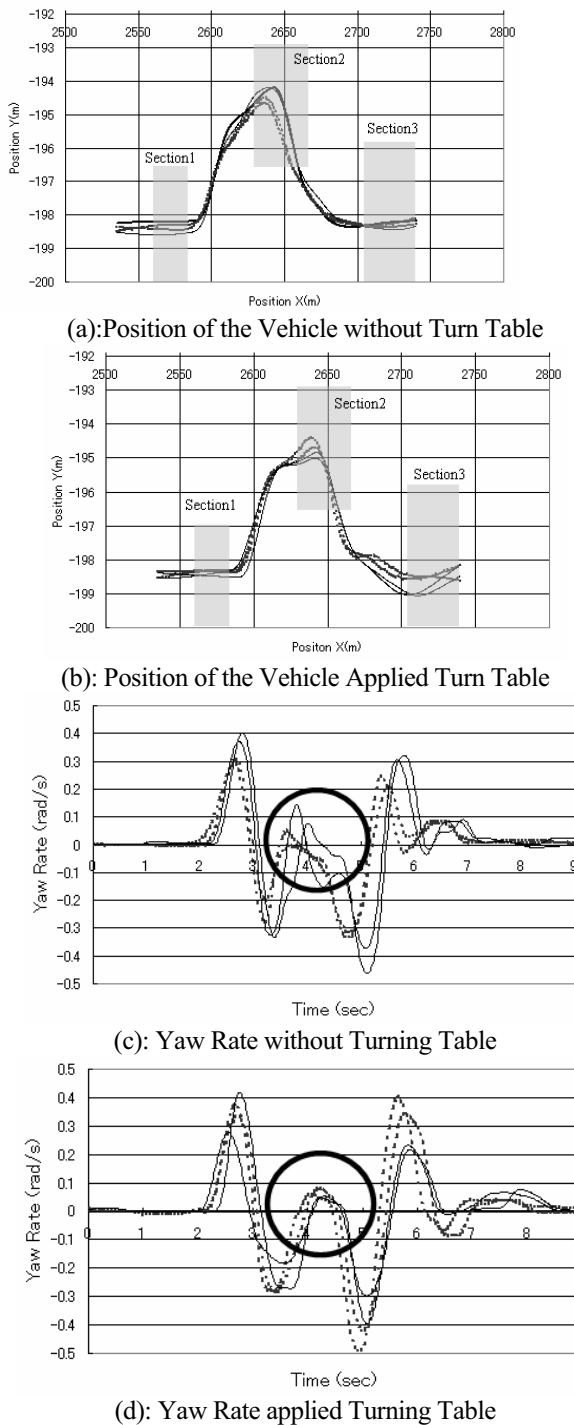 -192
2500 2550 2600 2650 2700 2750 2800
-193
Section2
-194
-195
Section3
-196
Section1
-197
-198
-199
-200
Position Y(m)
Position X(m)
(a):Position of the Vehicle without Turn Table
-192
2500 2550 2600 2650 2700 2750 2800
-193
Section2
-194
-195
Section3
-196
Section1
-197
-198
-199
-200
Position Y(m)
Positon X(m)
(b): Position of the Vehicle Applied Turn Table
0.5
0.4
0.3
0.2
0.1
0
0 1 2 3 4 5 6 7 8 9
-0.1
-0.2
-0.3
-0.4
-0.5
Yaw Rate (rad/s)
Time (sec)
(c): Yaw Rate without Turning Table
0.5
0.4
0.3
0.2
0.1
0
0 1 2 3 4 5 6 7 8
-0.1
-0.2
-0.3
-0.4
-0.5
Yaw Rate (rad/s)
Time (sec)
(d): Yaw Rate applied Turning Table